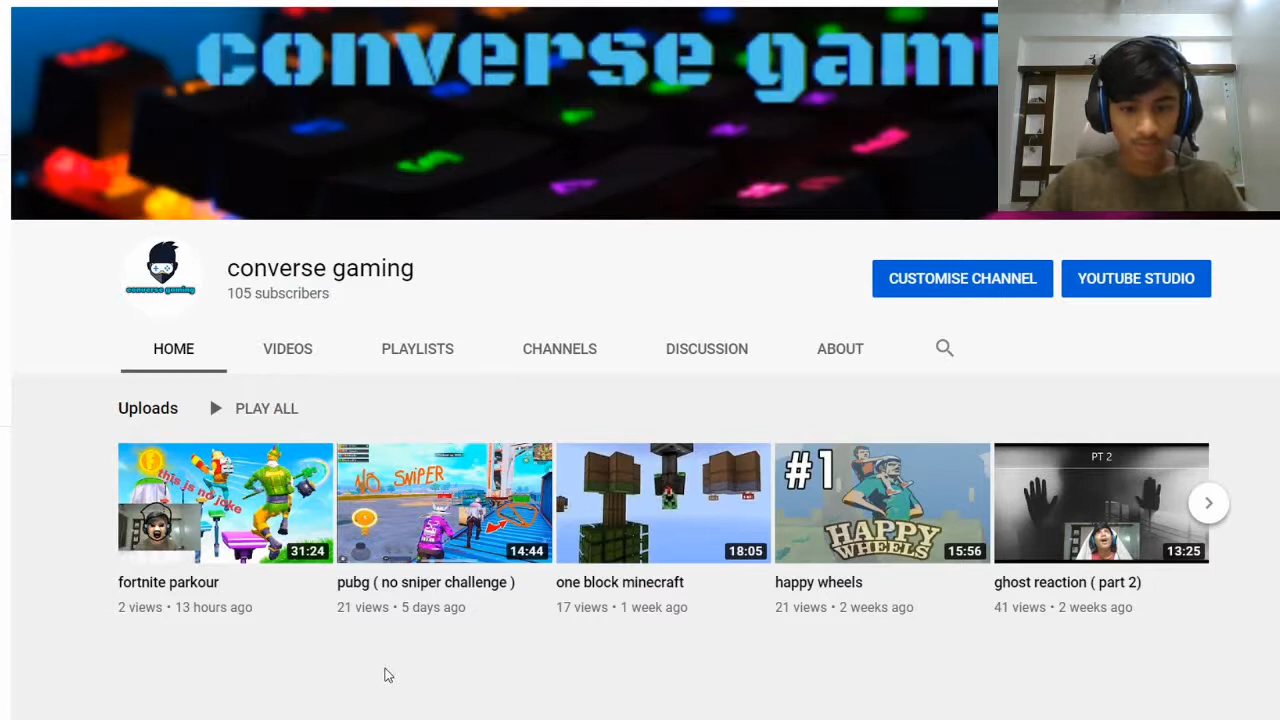 converse gami
converse gaming
converse gaming
105 subscribers
CUSTOMISE CHANNEL
YOUTUBE STUDIO
HOME
VIDEOS
PLAYLISTS
CHANNELS
DISCUSSION
ABOUT
Uploads
PLAY ALL
this is no joke
31:24
NO SNIPER
14:44
18:05
#1
HAPPY
WHEELS
15:56
PT 2
13:25
fortnite parkour
2 views • 13 hours ago
pubg ( no sniper challenge )
21 views • 5 days ago
one block minecraft
17 views • 1 week ago
happy wheels
21 views • 2 weeks ago
ghost reaction ( part 2)
41 views • 2 weeks ago